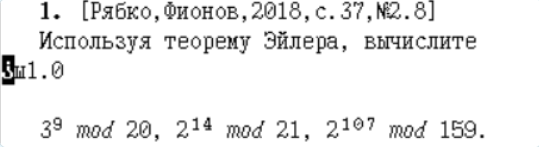 1. [Рябко,Фионов,2018,с.37,№2.8]
Используя теорему Эйлера, вычислите
йы1.0
3⁹ mod 20, 2¹⁴ mod 21, 2¹⁰⁷ mod 159.